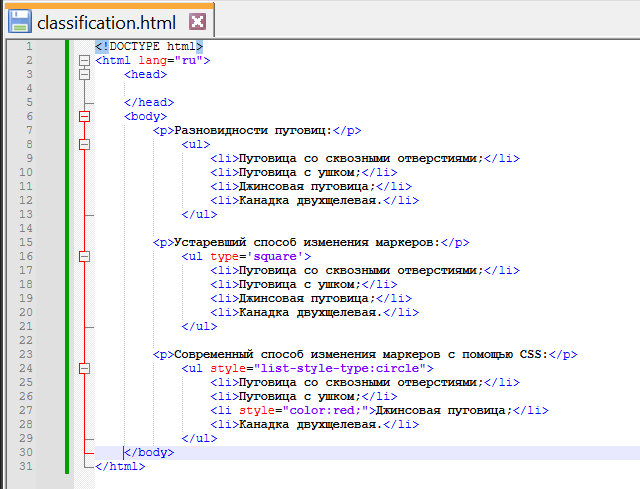 classification.html
1 <!DOCTYPE html>
2 <html lang="ru">
3 <head>
4
5 </head>
6 <body>
7 <p>Разновидности пуговиц:</p>
8 <ul>
9 <li>Пуговица со сквозными отверстиями;</li>
10 <li>Пуговица с ушком;</li>
11 <li>Джинсовая пуговица;</li>
12 <li>Канадка двухщелевая.</li>
13 </ul>
14
15 <p>Устаревший способ изменения маркеров:</p>
16 <ul type='square'>
17 <li>Пуговица со сквозными отверстиями;</li>
18 <li>Пуговица с ушком;</li>
19 <li>Джинсовая пуговица;</li>
20 <li>Канадка двухщелевая.</li>
21 </ul>
22
23 <p>Современный способ изменения маркеров с помощью CSS:</p>
24 <ul style="list-style-type:circle">
25 <li>Пуговица со сквозными отверстиями;</li>
26 <li>Пуговица с ушком;</li>
27 <li style="color:red;">Джинсовая пуговица;</li>
28 <li>Канадка двухщелевая.</li>
29 </ul>
30 </body>
31 </html>